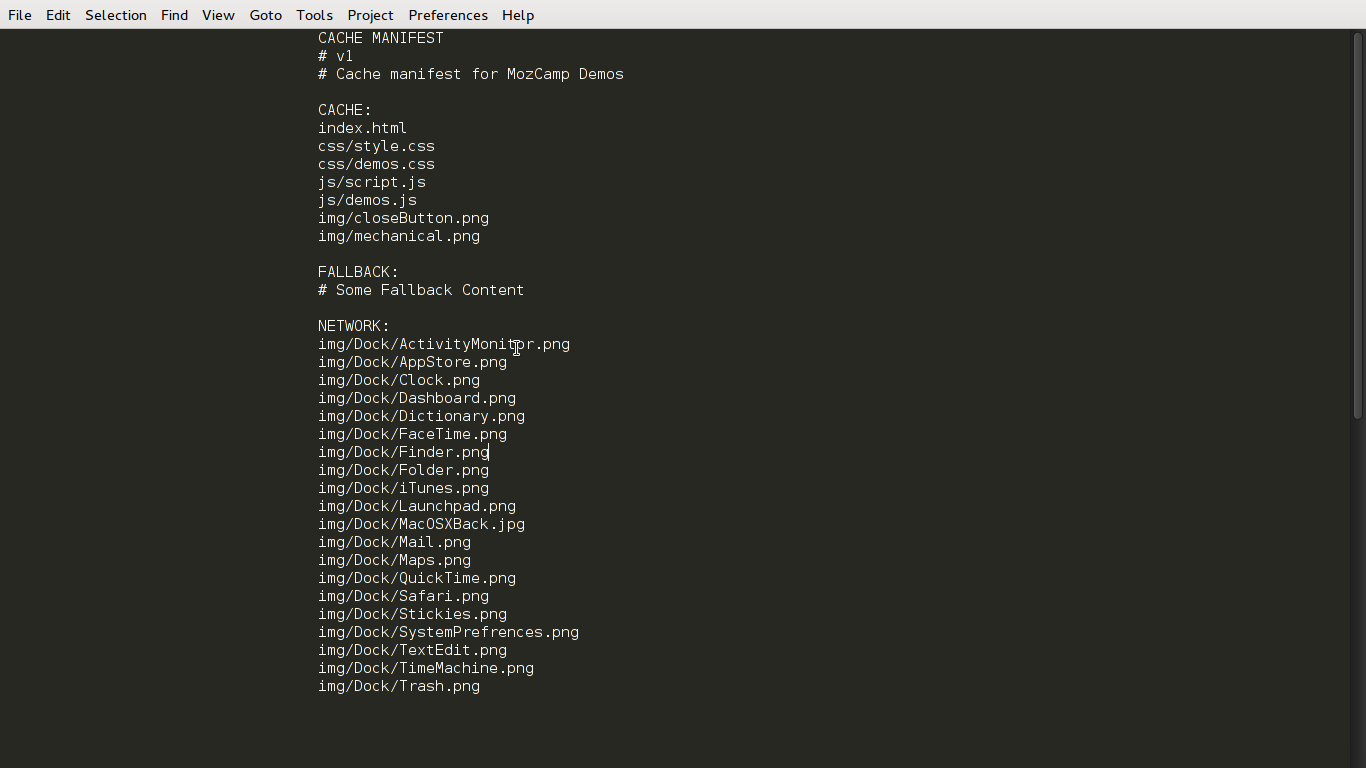 File Edit Selection Find View Goto Tools Project Preferences Help
CACHE MANIFEST
# v1
# Cache manifest for MozCamp Demos
CACHE:
index.html
css/style.css
css/demos.css
js/script.js
js/demos.js
img/closeButton.png
img/mechanical.png
FALLBACK:
# Some Fallback Content
NETWORK:
img/Dock/ActivityMonitor.png
img/Dock/AppStore.png
img/Dock/Clock.png
img/Dock/Dashboard.png
img/Dock/Dictionary.png
img/Dock/FaceTime.png
img/Dock/Finder.png
img/Dock/Folder.png
img/Dock/iTunes.png
img/Dock/Launchpad.png
img/Dock/MacOSXBack.jpg
img/Dock/Mail.png
img/Dock/Maps.png
img/Dock/QuickTime.png
img/Dock/Safari.png
img/Dock/Stickies.png
img/Dock/SystemPrefrences.png
img/Dock/TextEdit.png
img/Dock/TimeMachine.png
img/Dock/Trash.png